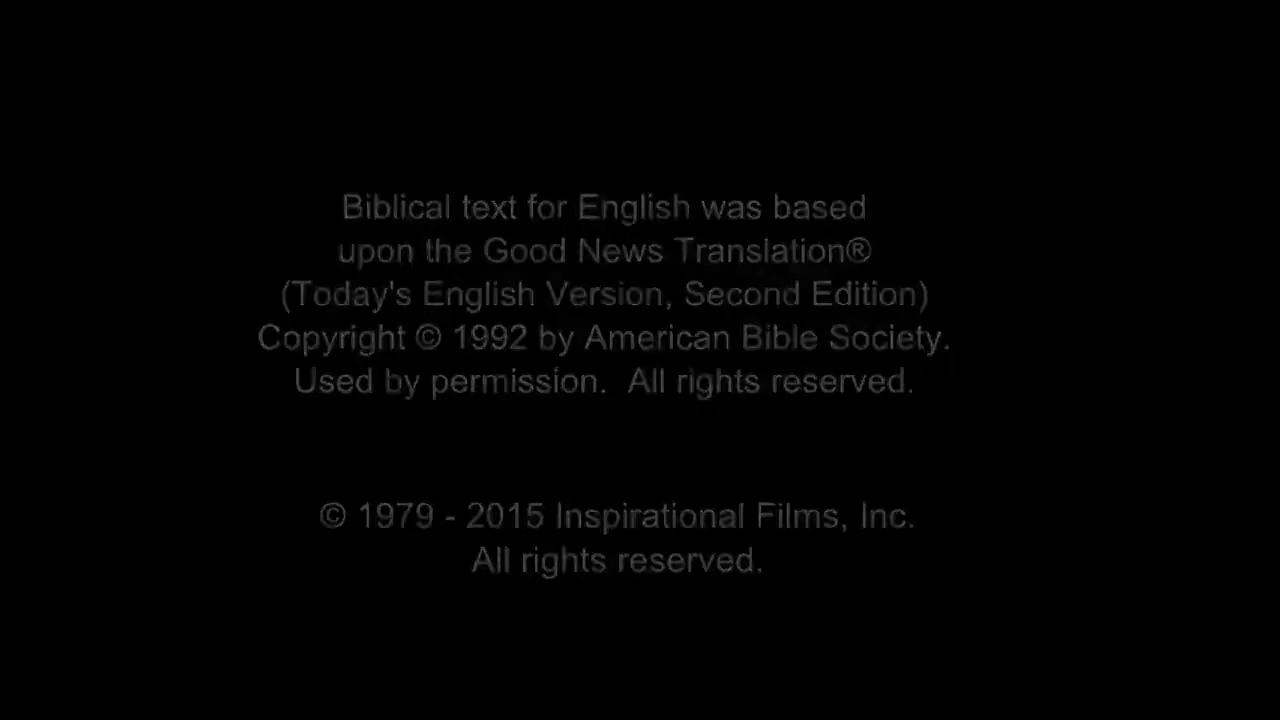 Biblical text for English was based
upon the Good News Translation®
(Today's English Version, Second Edition)
Copyright © 1992 by American Bible Society.
Used by permission.  All rights reserved.
© 1979 - 2015 Inspirational Films, Inc.
All rights reserved.